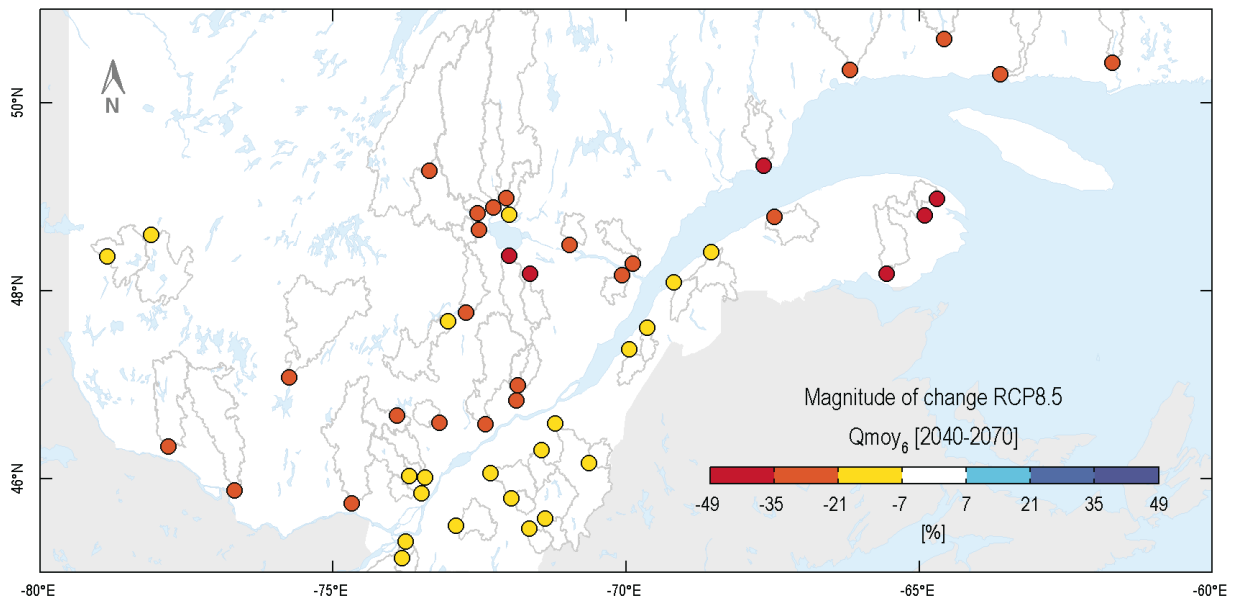 50°N
48°N
46°N
N
Magnitude of change RCP8.5
Qmoy₆ [2040-2070]
-49 -35 -21 -7 7 21 35 49
[%]
-80°E -75°E -70°E -65°E -60°E